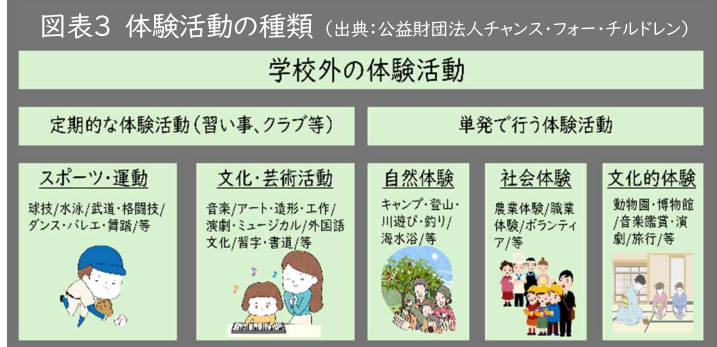 図表3 体験活動の種類 （出典：公益財団法人チャンス・フォー・チルドレン）
学校外の体験活動
定期的な体験活動（習い事、クラブ等）
単発で行う体験活動
スポーツ・運動
球技/水泳/武道・格闘技/
ダンス・バレエ・舞踏/等
文化・芸術活動
音楽/アート・造形・工作/
演劇・ミュージカル/外国語
文化/習字・書道/等
自然体験
キャンプ・登山・
川遊び・釣り/
海水浴/等
社会体験
農業体験/職業
体験/ボランティ
ア/等
文化的体験
動物園・博物館
/音楽鑑賞・演
劇/旅行/等